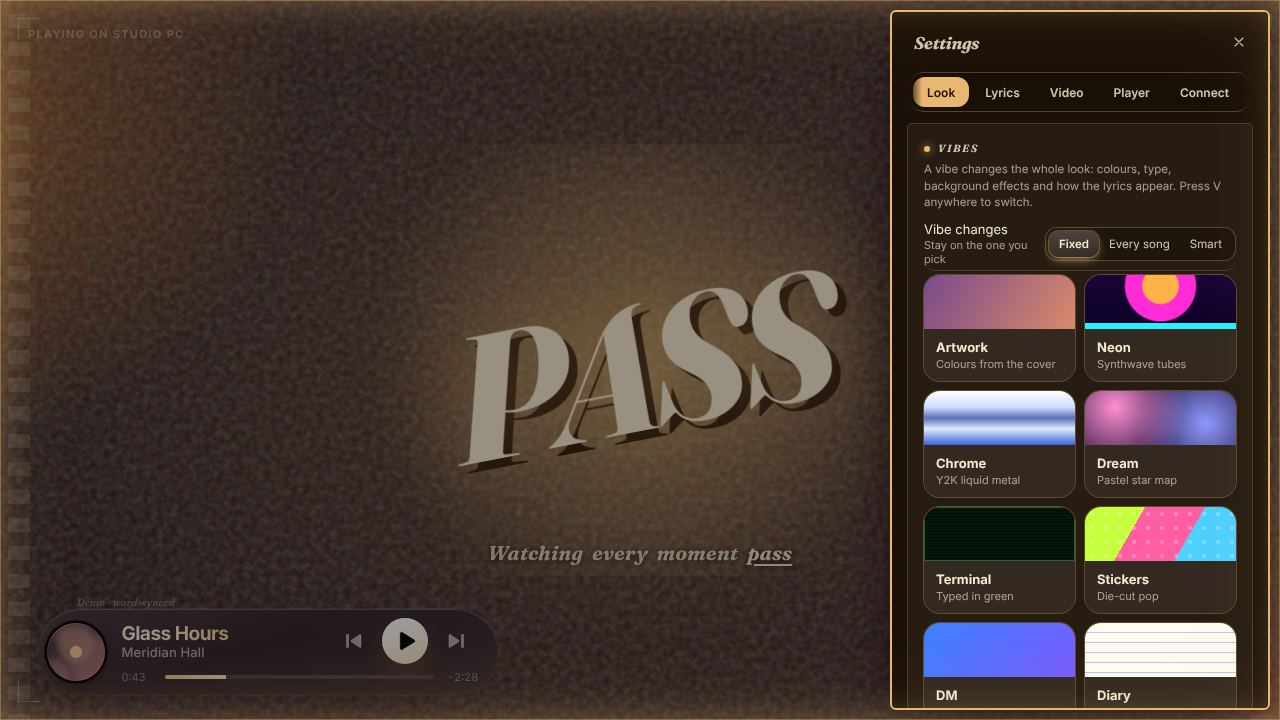 PLAYING ON STUDIO PC
PASS
Watching every moment pass
Demo · word-synced
Glass Hours
Meridian Hall
0:43
-2:28
Settings
Look
Lyrics
Video
Player
Connect
VIBES
A vibe changes the whole look: colours, type,
background effects and how the lyrics appear. Press V
anywhere to switch.
Vibe changes
Stay on the one you
pick
Fixed
Every song
Smart
Artwork
Colours from the cover
Neon
Synthwave tubes
Chrome
Y2K liquid metal
Dream
Pastel star map
Terminal
Typed in green
Stickers
Die-cut pop
DM
Diary